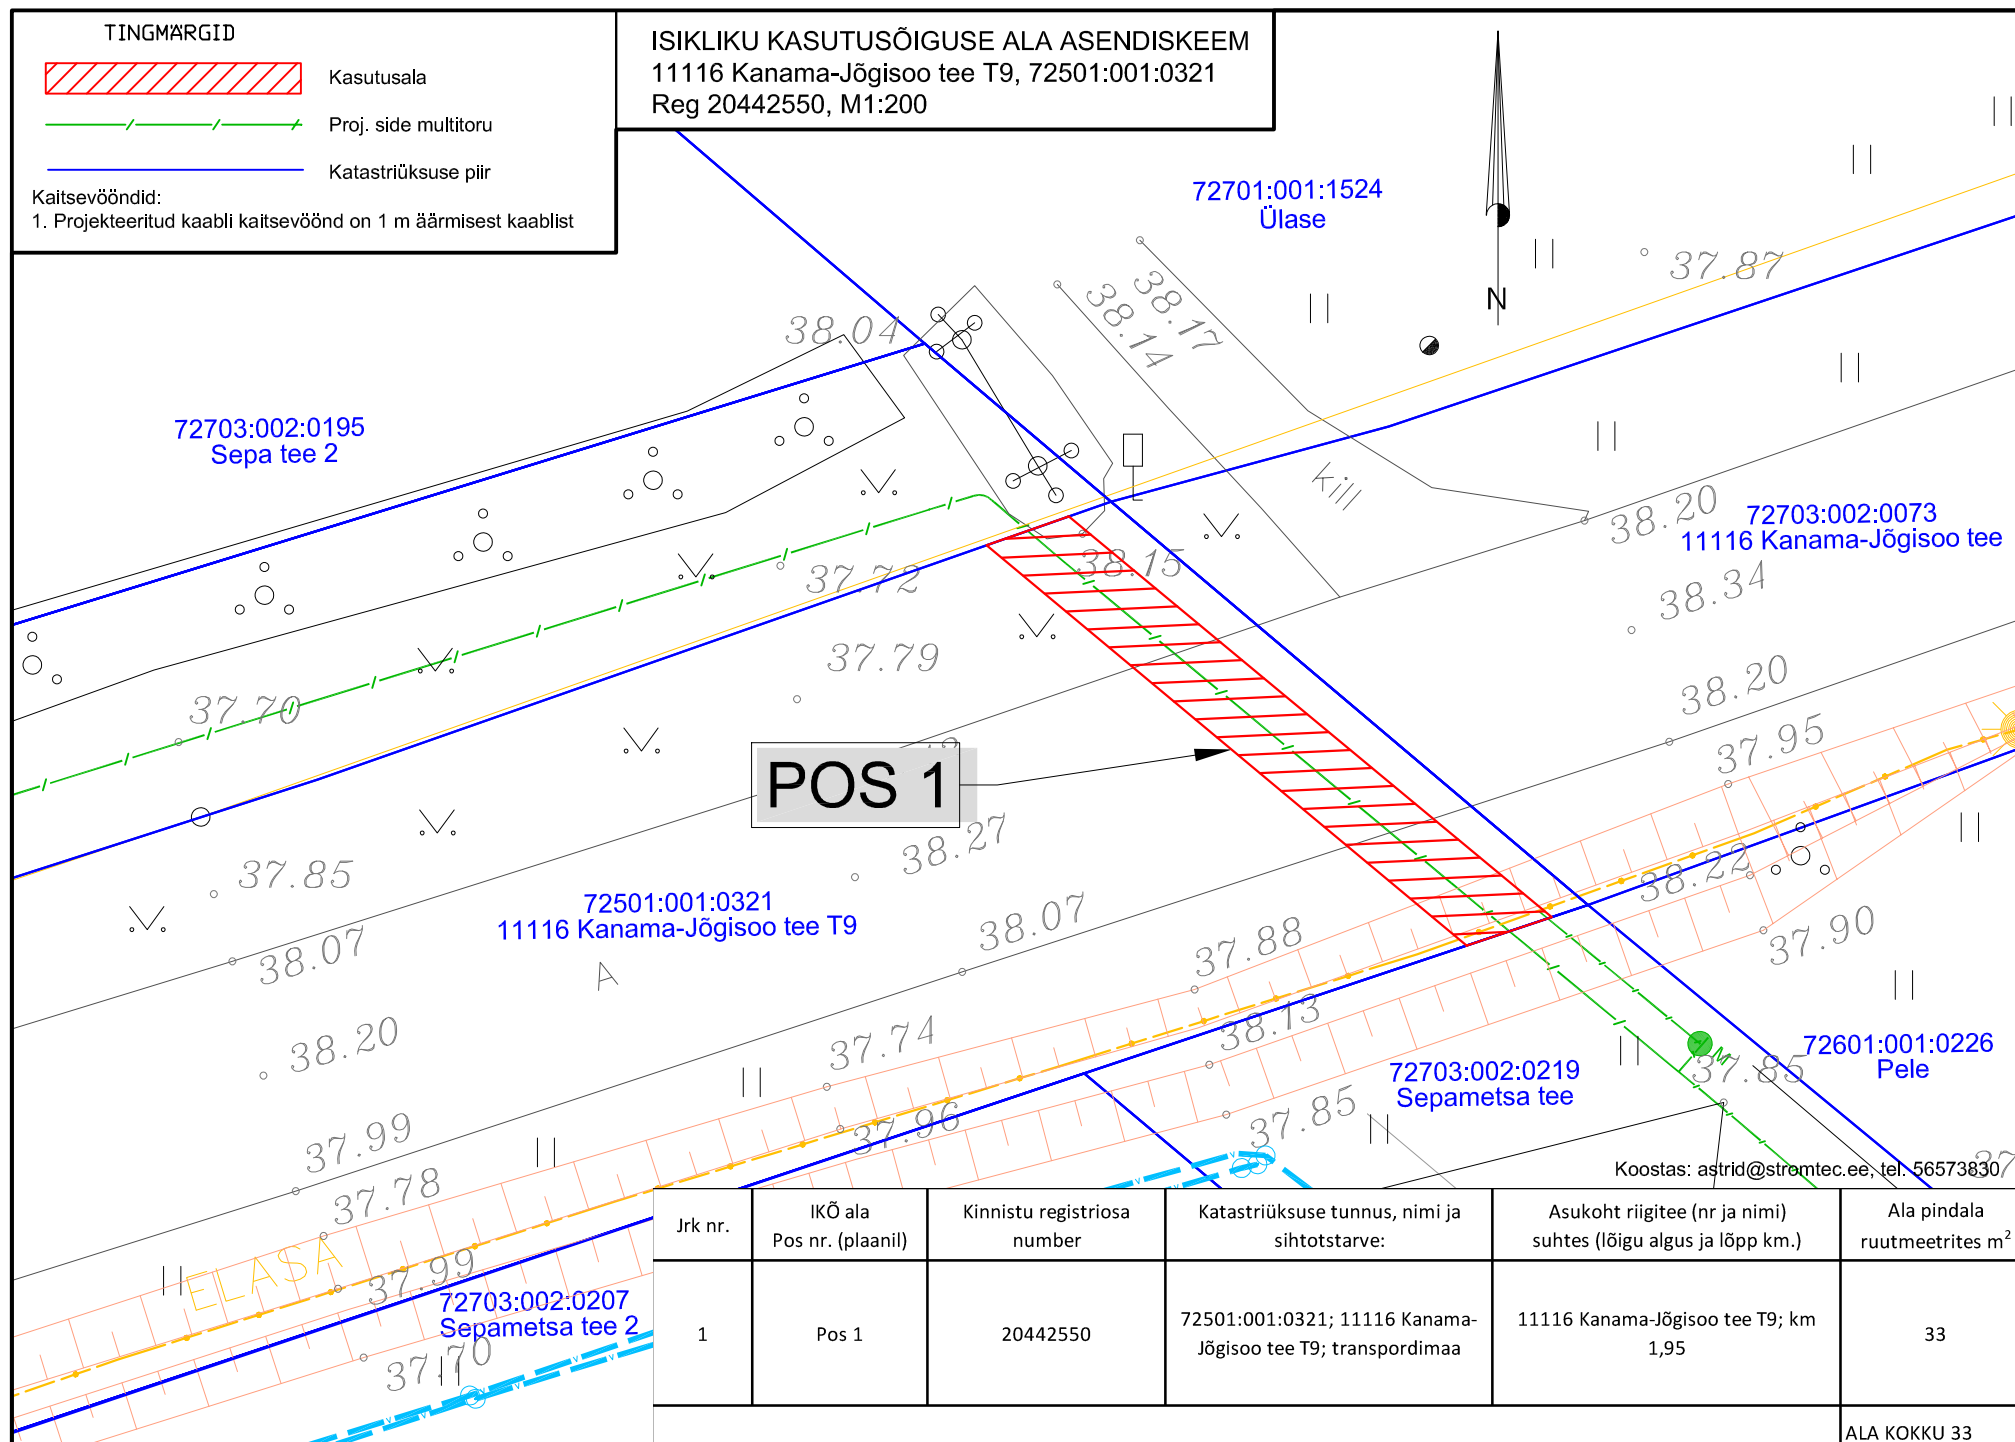 TINGMÄRGID
Kasutusala
Proj. side multitoru
Katastriüksuse piir
Kaitsevööndid:
1. Projekteeritud kaabli kaitsevöönd on 1 m äärmisest kaablist
ISIKLIKU KASUTUSÕIGUSE ALA ASENDISKEEM
11116 Kanama-Jõgisoo tee T9, 72501:001:0321
Reg 20442550, M1:200
72701:001:1524
Ülase
N
37.87
38.17
38.14
38.04
72703:002:0195
Sepa tee 2
kill
38.20
72703:002:0073
11116 Kanama-Jõgisoo tee
38.15
37.72
38.34
37.79
38.20
37.70
37.95
POS 1
38.27
38.22
37.85
72501:001:0321
11116 Kanama-Jõgisoo tee T9
38.07
37.88
37.90
38.07
A
38.13
38.20
37.74
72703:002:0219
Sepametsa tee
72601:001:0226
Pele
M
37.85
37.85
37.96
37.99
37.78
Koostas: astrid@stromtec.ee, tel. 56573830
37
ELASA
37.99
72703:002:0207
Sepametsa tee 2
37.70
Jrk nr.
IKÕ ala
Pos nr. (plaanil)
Kinnistu registriosa
number
Katastriüksuse tunnus, nimi ja
sihtotstarve:
Asukoht riigitee (nr ja nimi)
suhtes (lõigu algus ja lõpp km.)
Ala pindala
ruutmeetrites m²
1
Pos 1
20442550
72501:001:0321; 11116 Kanama-
Jõgisoo tee T9; transpordimaa
11116 Kanama-Jõgisoo tee T9; km
1,95
33
ALA KOKKU 33